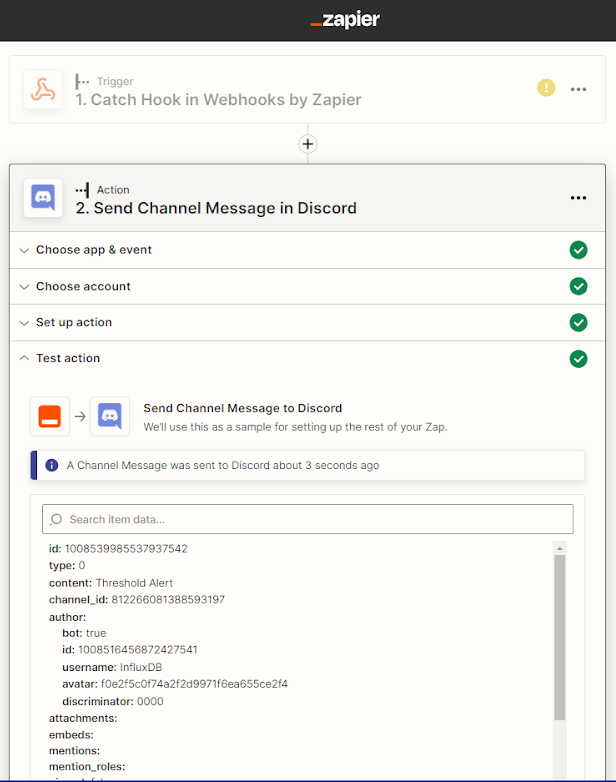 _zapier
Trigger
1. Catch Hook in Webhooks by Zapier
Action
2. Send Channel Message in Discord
Choose app & event
Choose account
Set up action
Test action
Send Channel Message to Discord
We'll use this as a sample for setting up the rest of your Zap.
A Channel Message was sent to Discord about 3 seconds ago
Search item data...
id: 1008539985537937542
type: 0
content: Threshold Alert
channel_id: 812266081388593197
author:
bot: true
id: 1008516456872427541
username: InfluxDB
avatar: f0e2f5c0f74a2f2d9971f6ea655ce2f4
discriminator: 0000
attachments:
embeds:
mentions:
mention_roles: